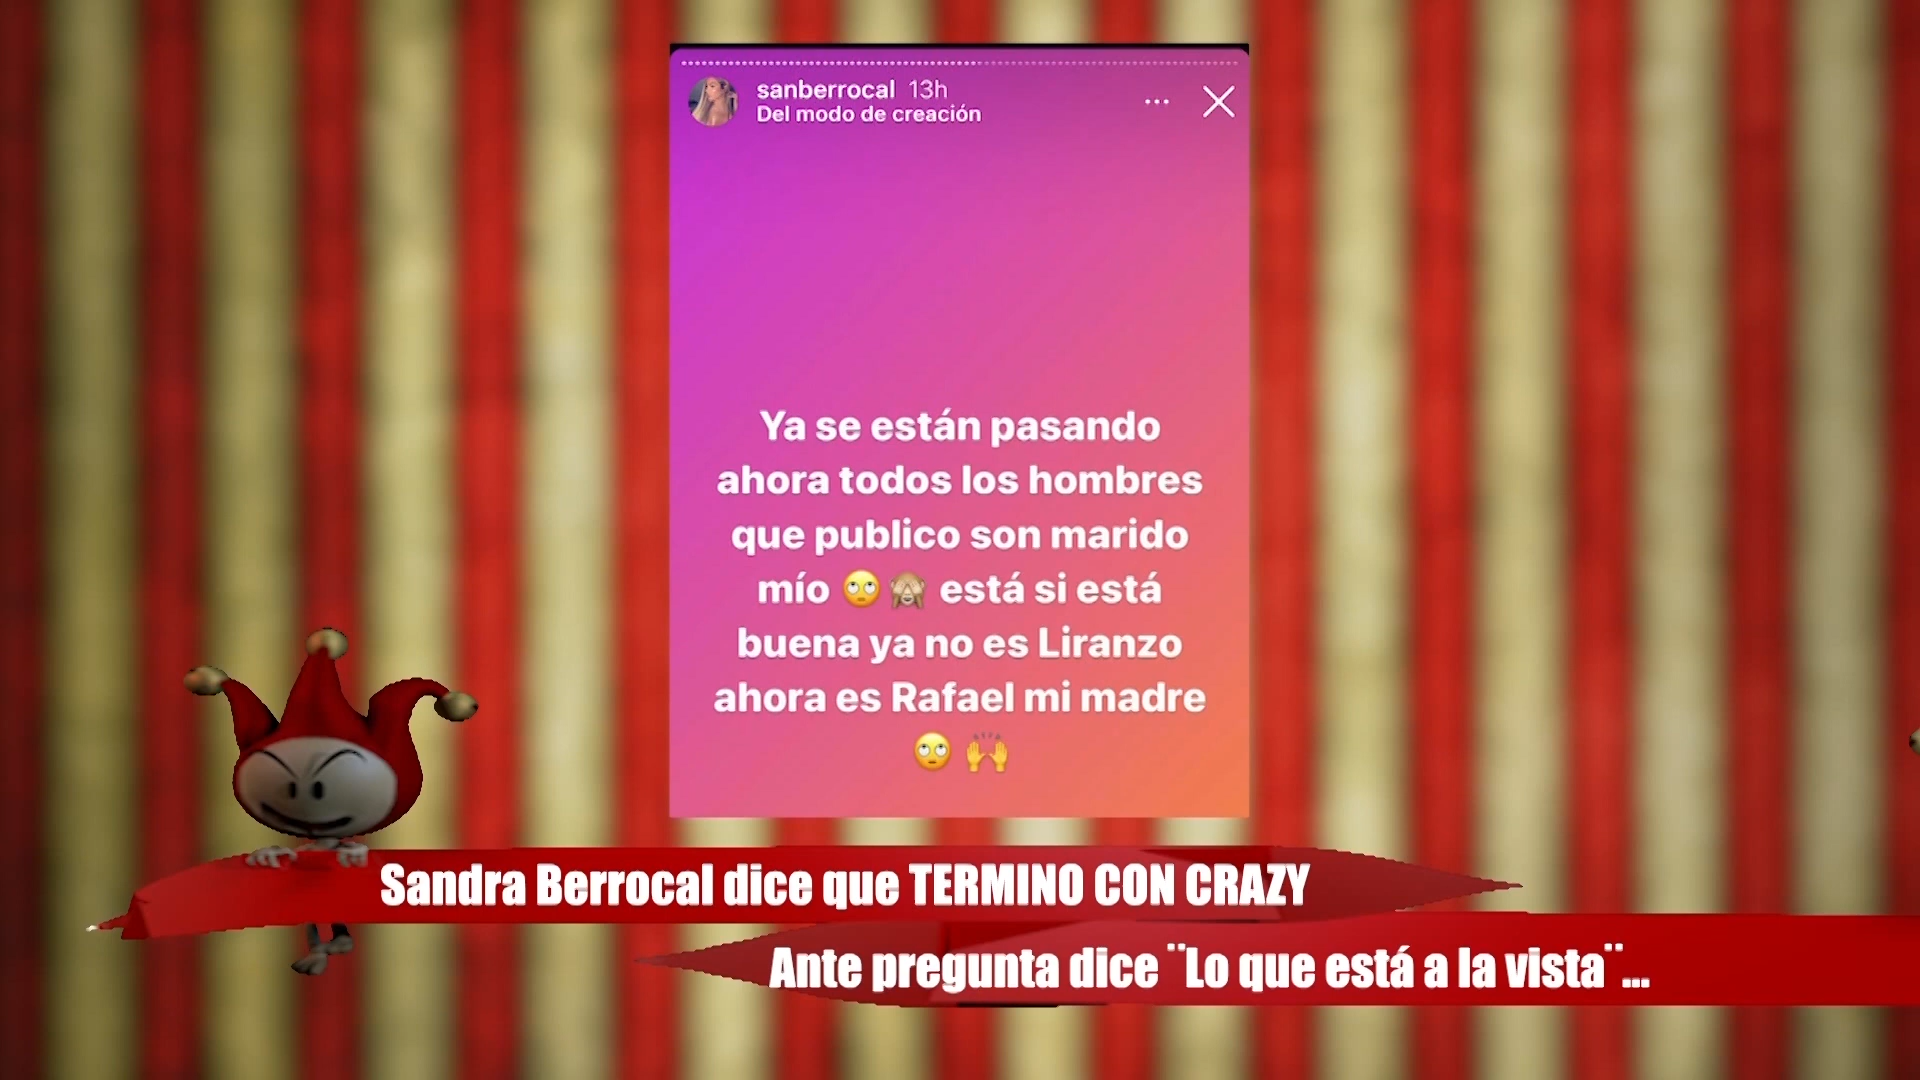 sanberrocal 13h
Del modo de creación
Ya se están pasando
ahora todos los hombres
que publico son marido
mío 🙄🙈 está si está
buena ya no es Liranzo
ahora es Rafael mi madre
🙄 🙌
Sandra Berrocal dice que TERMINO CON CRAZY
Ante pregunta dice ¨Lo que está a la vista¨...